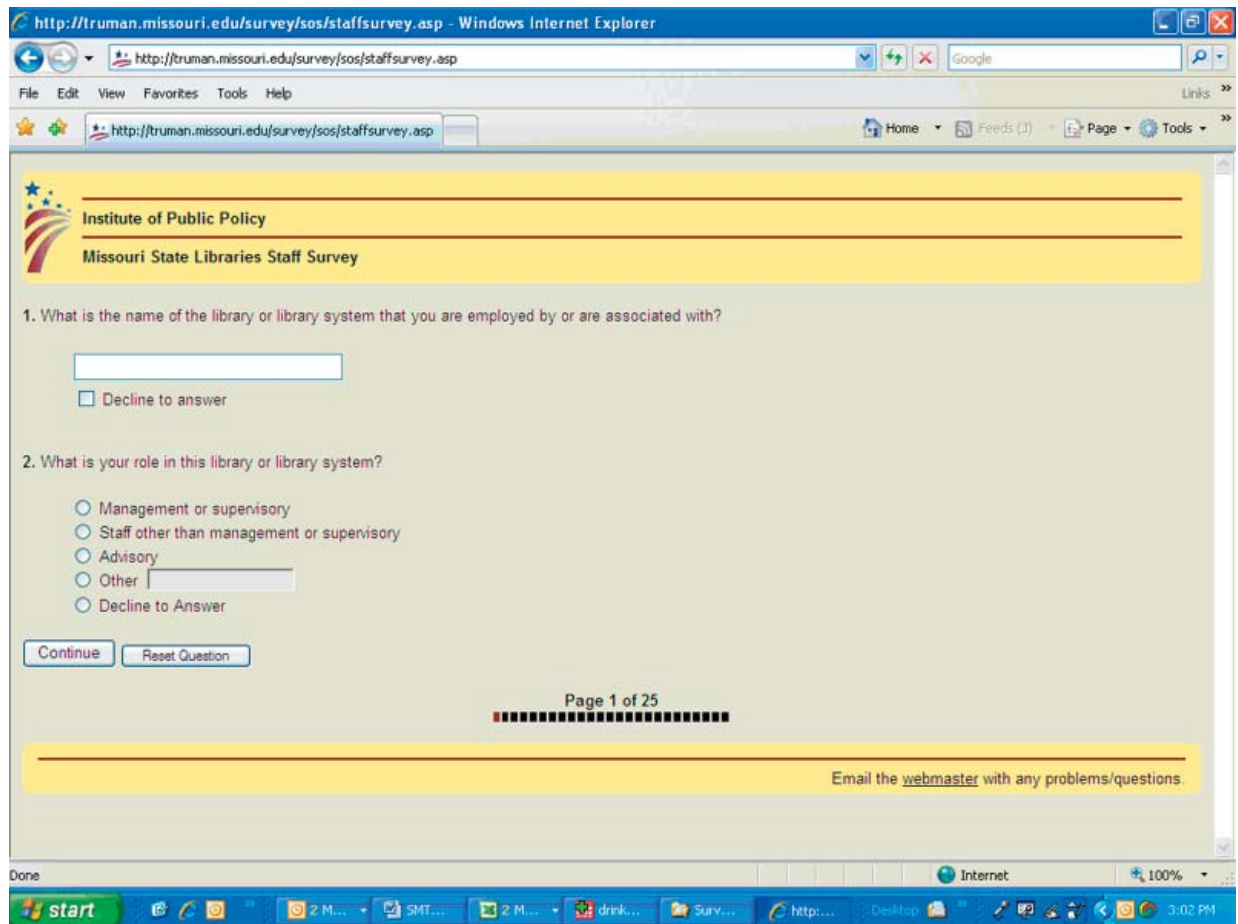 http://truman.missouri.edu/survey/sos/staffsurvey.asp - Windows Internet Explorer
http://truman.missouri.edu/survey/sos/staffsurvey.asp
Google
File Edit View Favorites Tools Help
Links »
http://truman.missouri.edu/survey/sos/staffsurvey.asp
Home Feeds (J) Page Tools »
Institute of Public Policy
Missouri State Libraries Staff Survey
1. What is the name of the library or library system that you are employed by or are associated with?
Decline to answer
2. What is your role in this library or library system?
Management or supervisory
Staff other than management or supervisory
Advisory
Other
Decline to Answer
Continue Reset Question
Page 1 of 25
Email the webmaster with any problems/questions.
Done
Internet
100%
start » 2 M... SMT... 2 M... drink... Surv... http:... Desktop » 3:02 PM